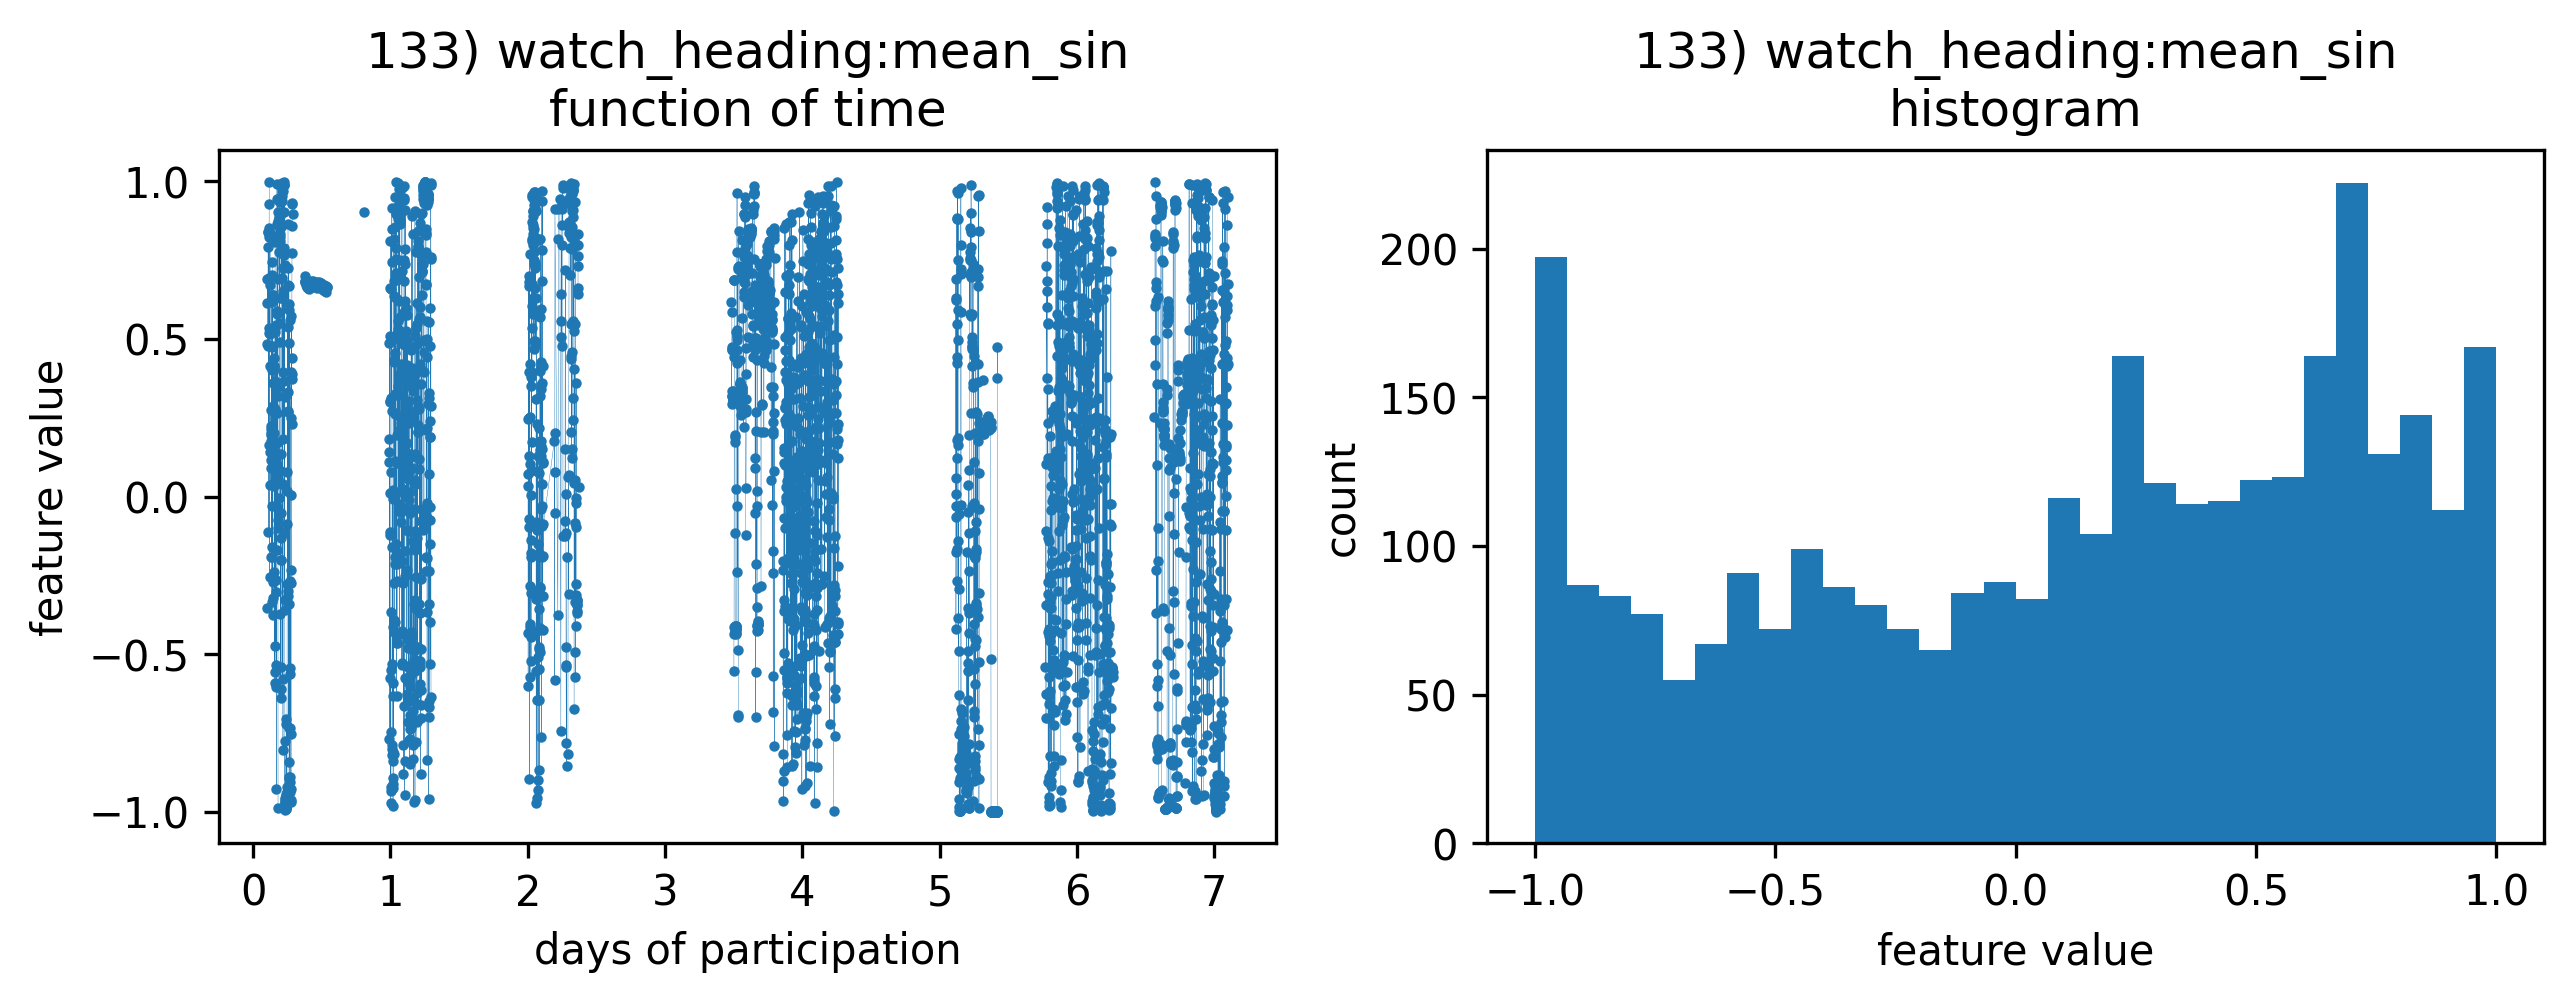 133) watch_heading:mean_sin
function of time
1.0
0.5
0.0
−0.5
−1.0
feature value
0 1 2 3 4 5 6 7
days of participation
133) watch_heading:mean_sin
histogram
200
150
100
50
0
count
−1.0 −0.5 0.0 0.5 1.0
feature value